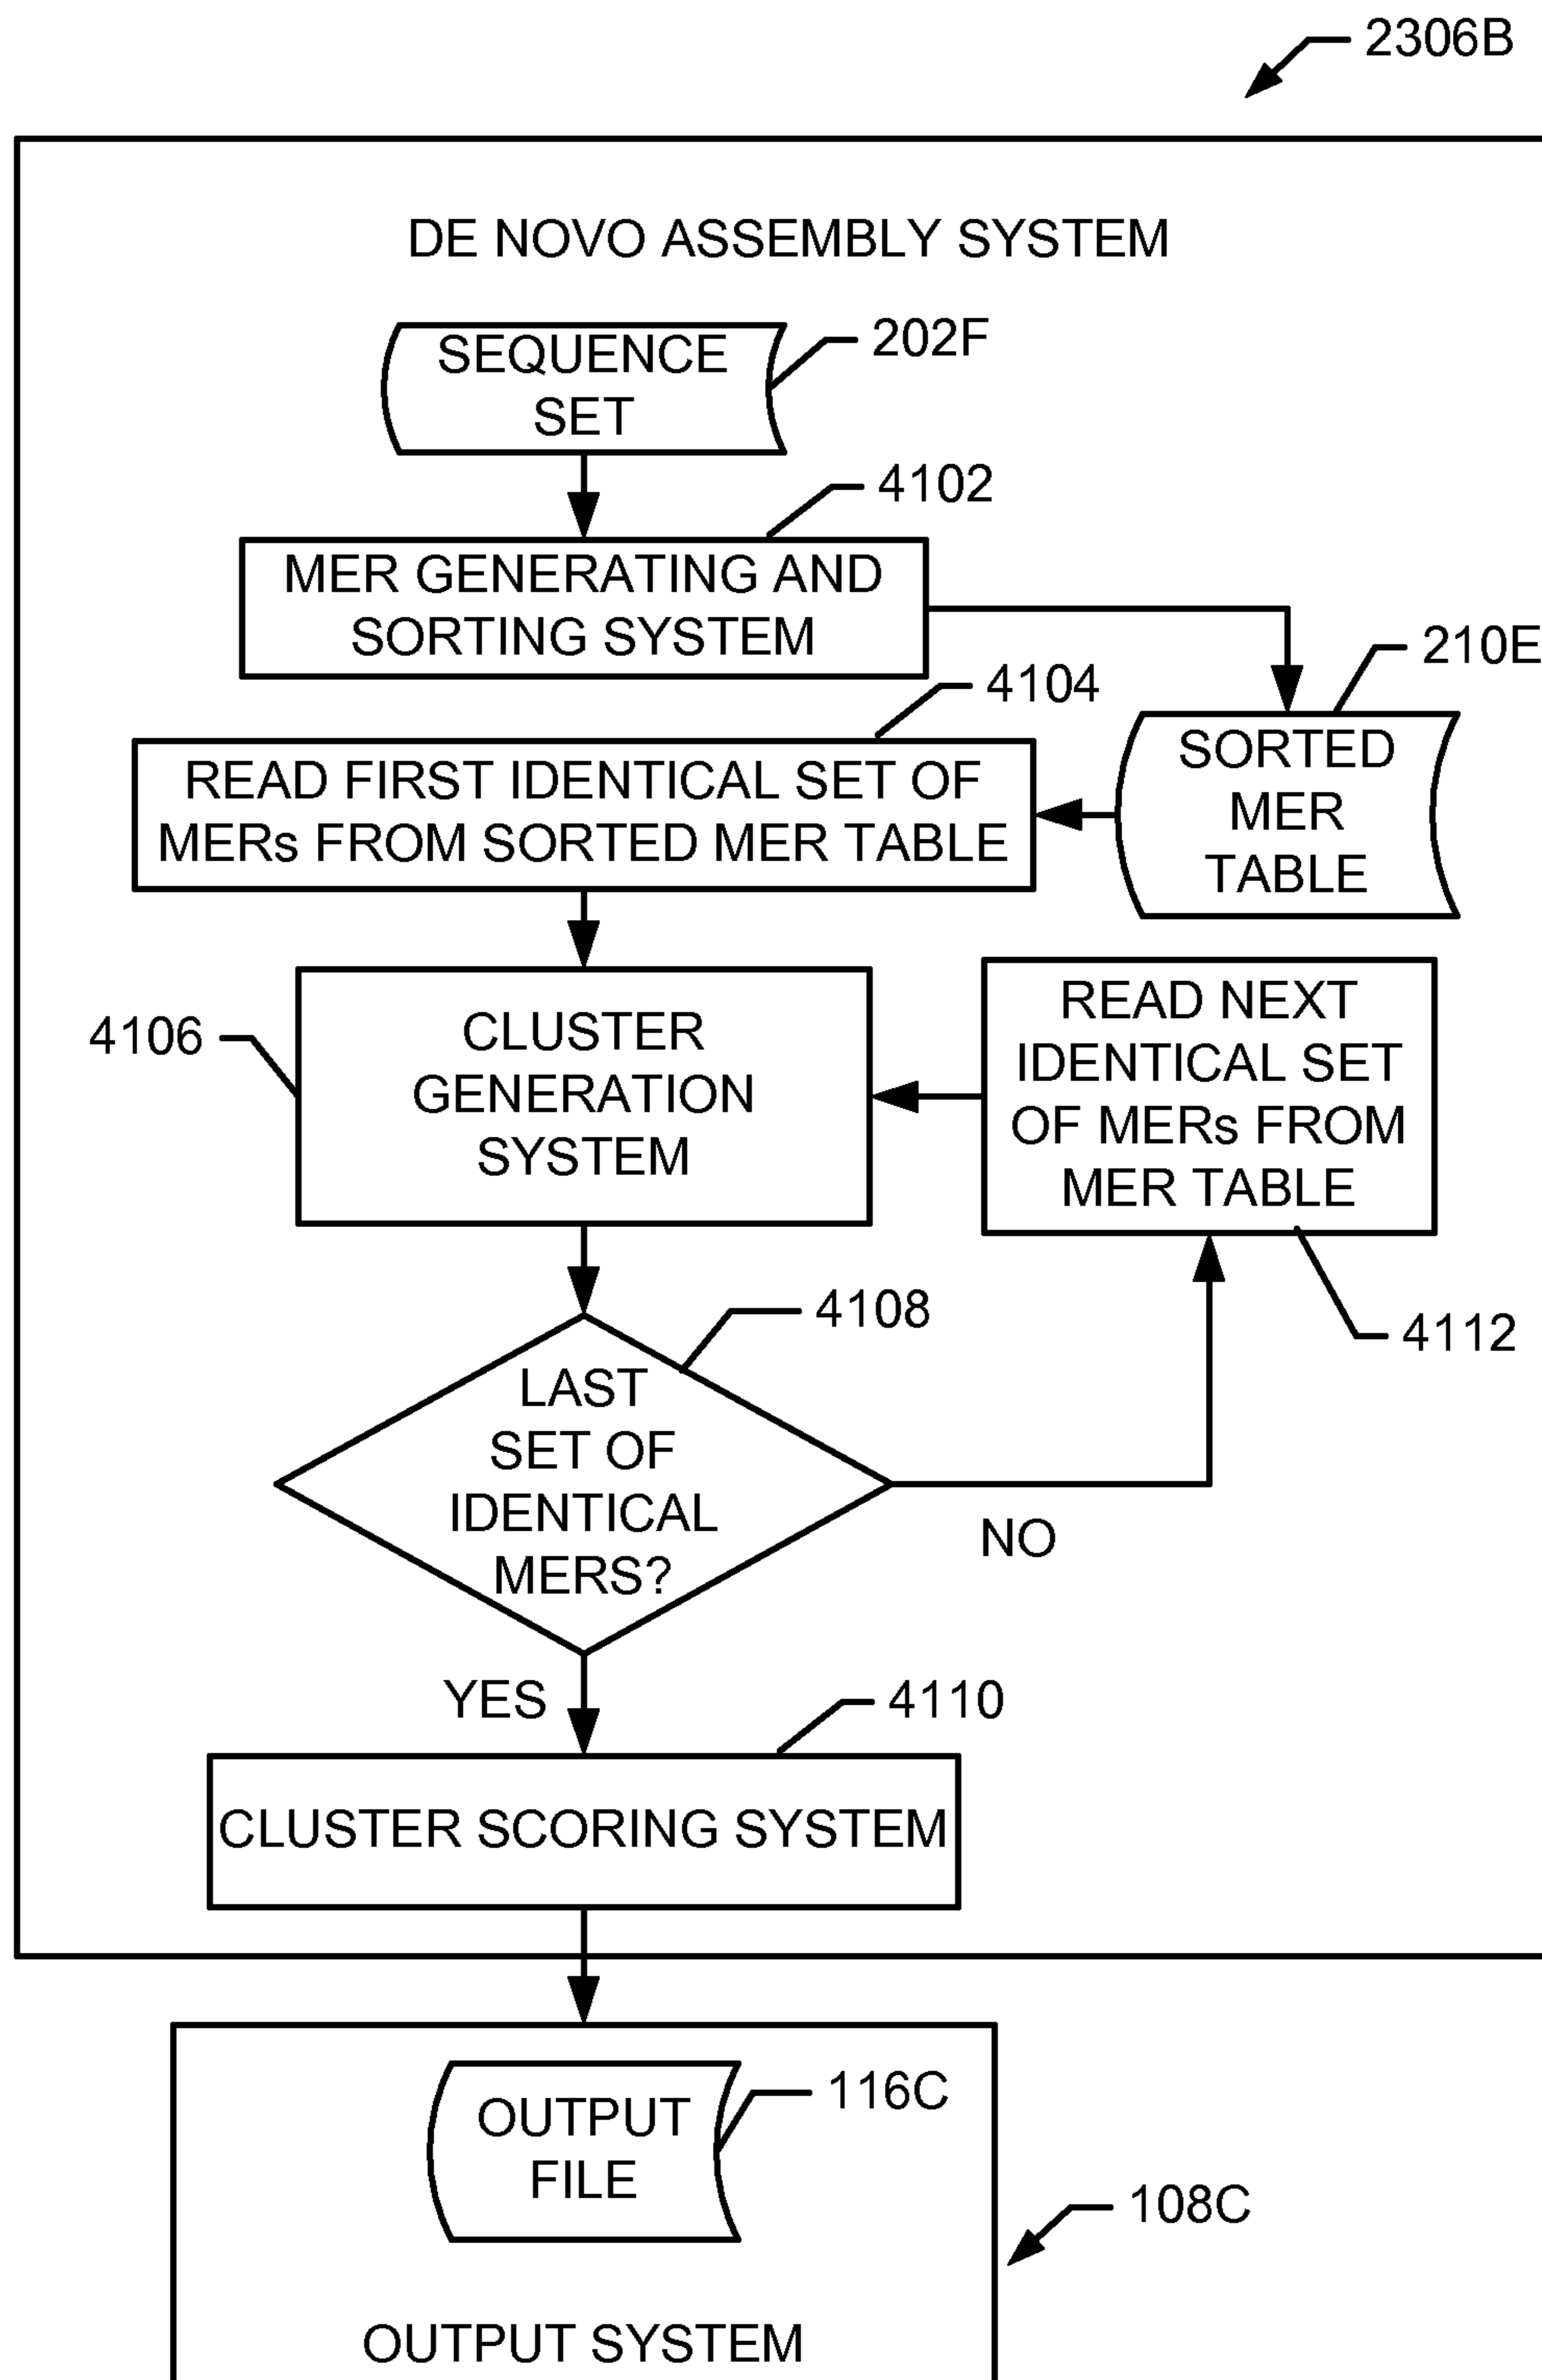 2306B
DE NOVO ASSEMBLY SYSTEM
SEQUENCE
SET
202F
4102
MER GENERATING AND
SORTING SYSTEM
210E
4104
READ FIRST IDENTICAL SET OF
MERs FROM SORTED MER TABLE
SORTED
MER
TABLE
4106
CLUSTER
GENERATION
SYSTEM
READ NEXT
IDENTICAL SET
OF MERs FROM
MER TABLE
4108
4112
LAST
SET OF
IDENTICAL
MERS?
NO
YES
4110
CLUSTER SCORING SYSTEM
OUTPUT
FILE
116C
108C
OUTPUT SYSTEM